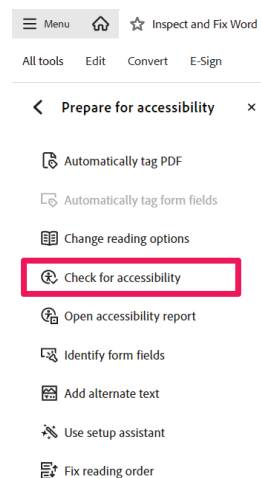 Menu Inspect and Fix Word
All tools Edit Convert E-Sign
Prepare for accessibility
Automatically tag PDF
Automatically tag form fields
Change reading options
Check for accessibility
Open accessibility report
Identify form fields
Add alternate text
Use setup assistant
Fix reading order